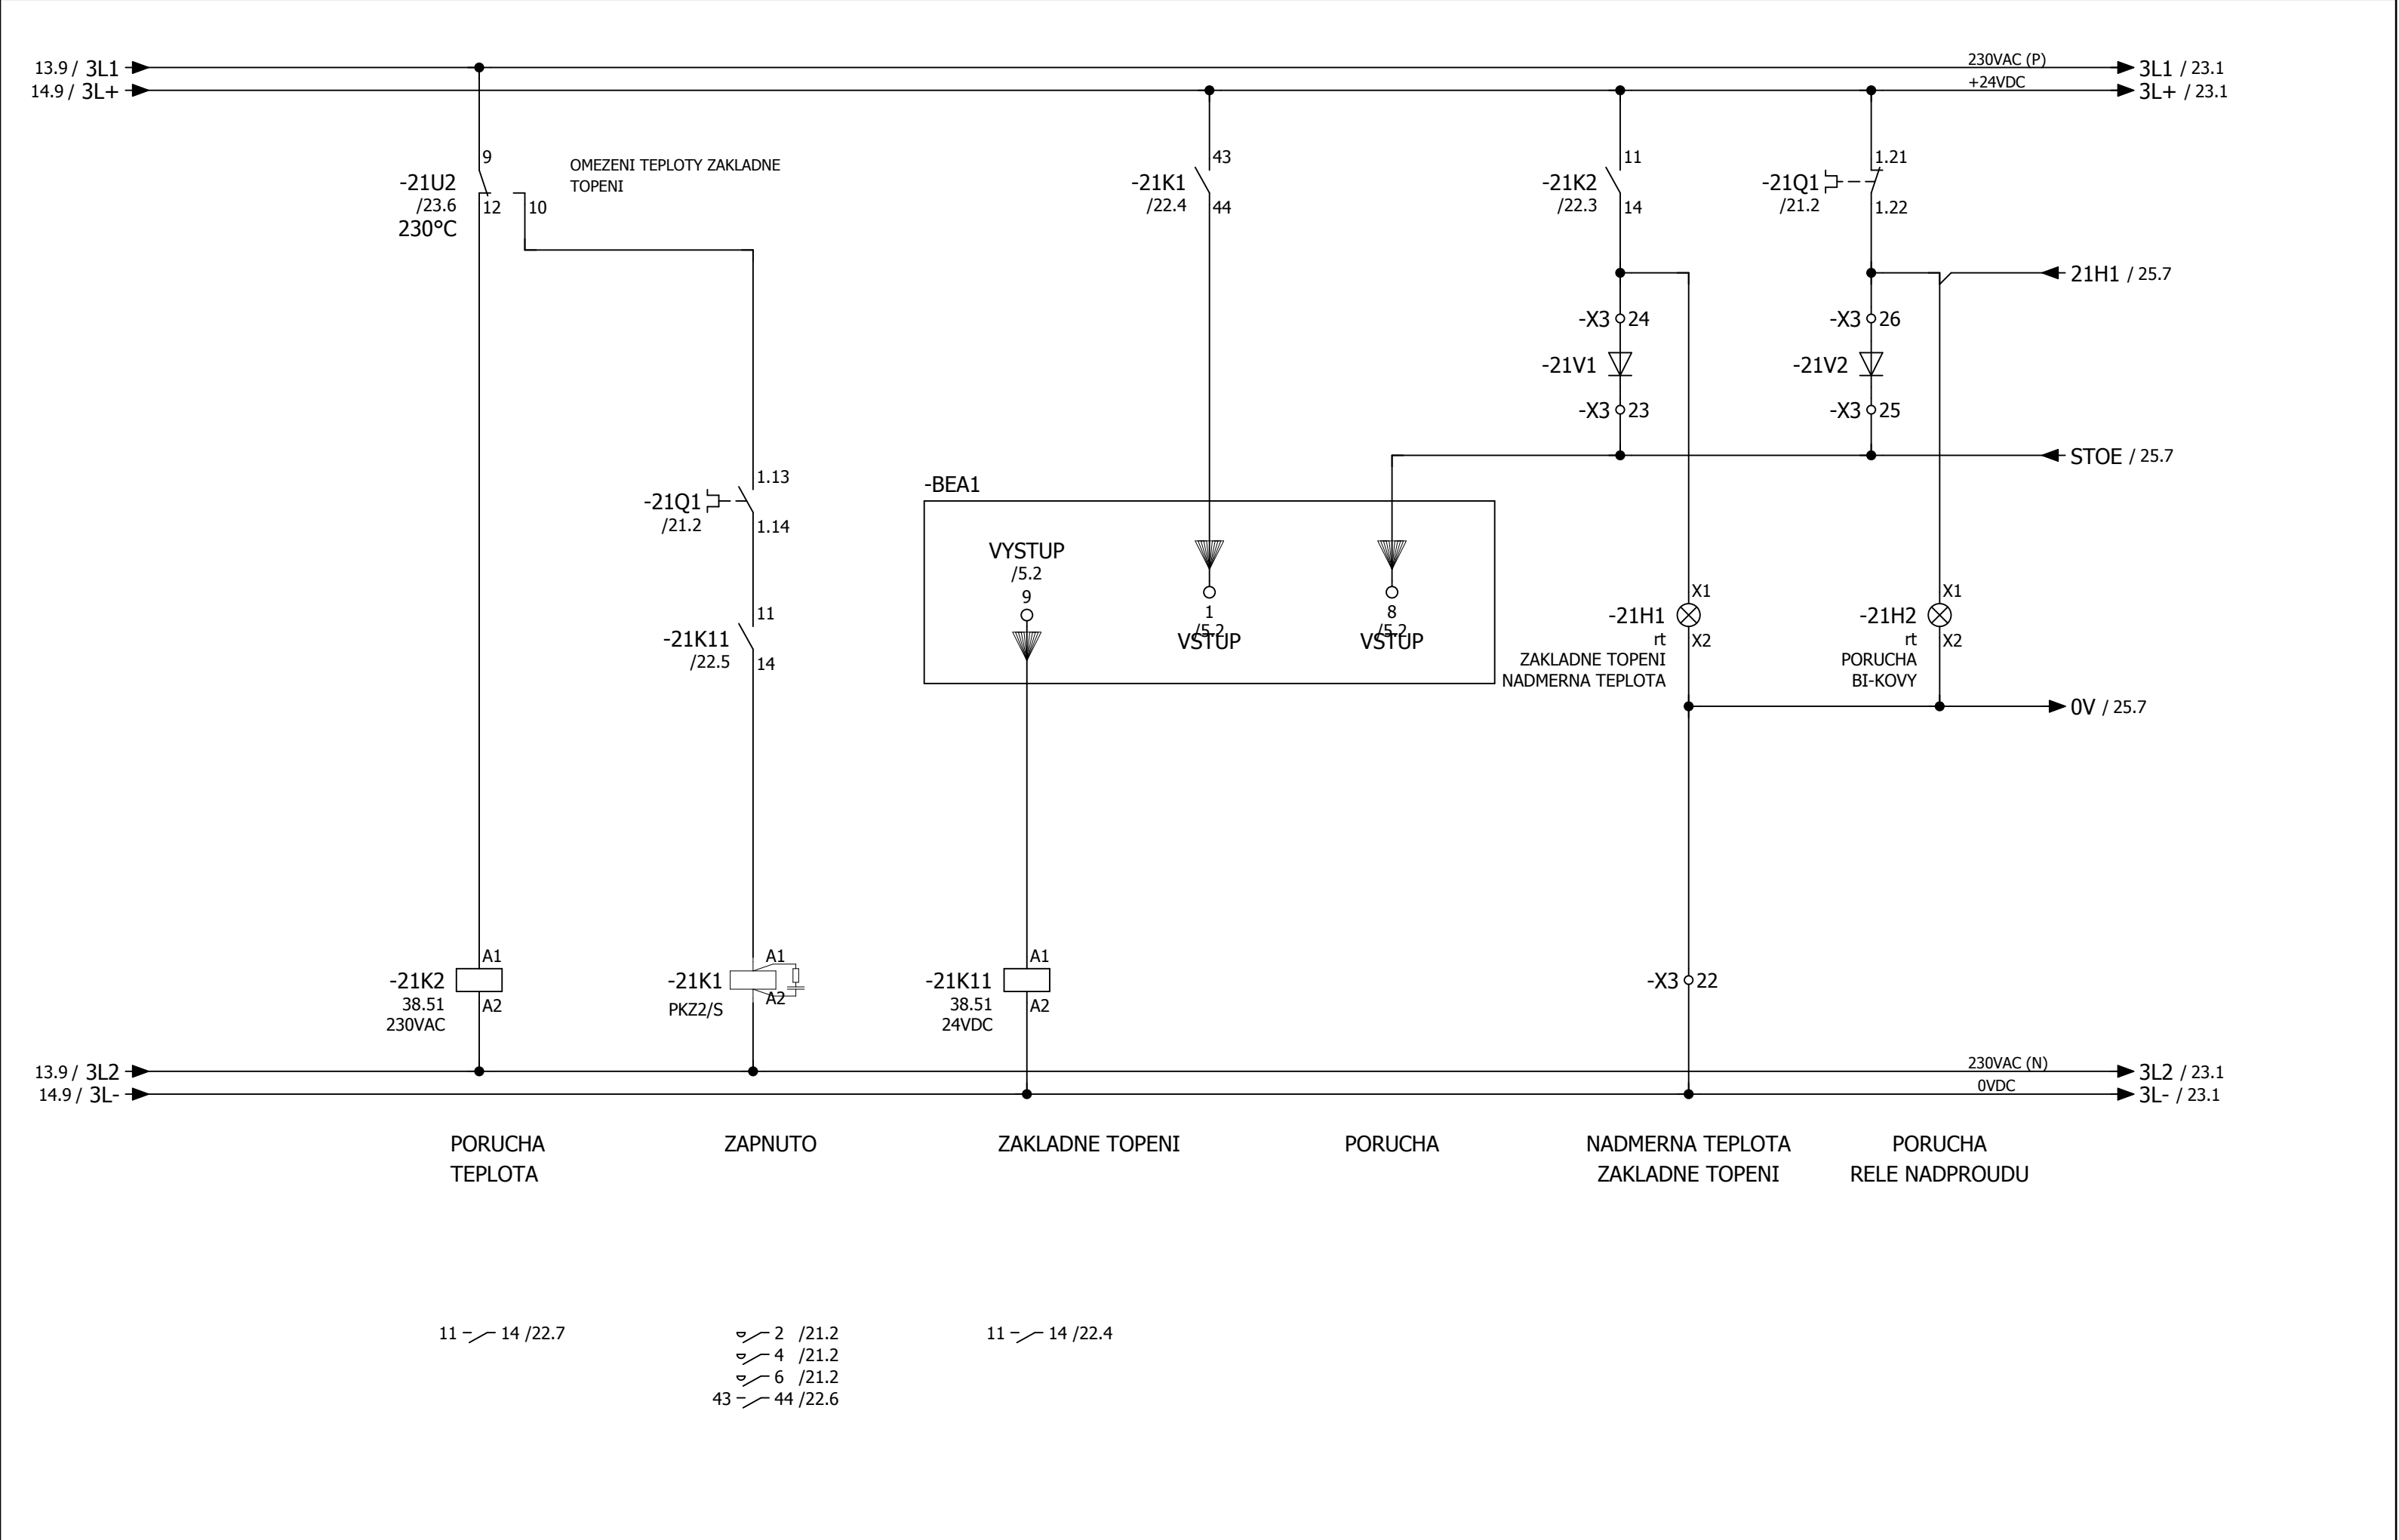 13.9 / 3L1
230VAC (P)
3L1 / 23.1
14.9 / 3L+
+24VDC
3L+ / 23.1
9
-21U2
/23.6
230°C
12
10
OMEZENI TEPLOTY ZAKLADNE
TOPENI
43
-21K1
/22.4
44
11
-21K2
/22.3
14
1.21
-21Q1
/21.2
1.22
21H1 / 25.7
-X3 24
-21V1
-X3 23
-X3 26
-21V2
-X3 25
STOE / 25.7
1.13
-21Q1
/21.2
1.14
11
-21K11
/22.5
14
-BEA1
VYSTUP
/5.2
9
1
/5.2
VSTUP
8
/5.2
VSTUP
X1
-21H1
rt
X2
ZAKLADNE TOPENI
NADMERNA TEPLOTA
X1
-21H2
rt
X2
PORUCHA
BI-KOVY
0V / 25.7
A1
-21K2
38.51
A2
230VAC
A1
-21K1
A2
PKZ2/S
A1
-21K11
38.51
A2
24VDC
-X3 22
13.9 / 3L2
230VAC (N)
3L2 / 23.1
14.9 / 3L-
0VDC
3L- / 23.1
PORUCHA
TEPLOTA
ZAPNUTO
ZAKLADNE TOPENI
PORUCHA
NADMERNA TEPLOTA
ZAKLADNE TOPENI
PORUCHA
RELE NADPROUDU
11 14 /22.7
2 /21.2
4 /21.2
6 /21.2
43 44 /22.6
11 14 /22.4